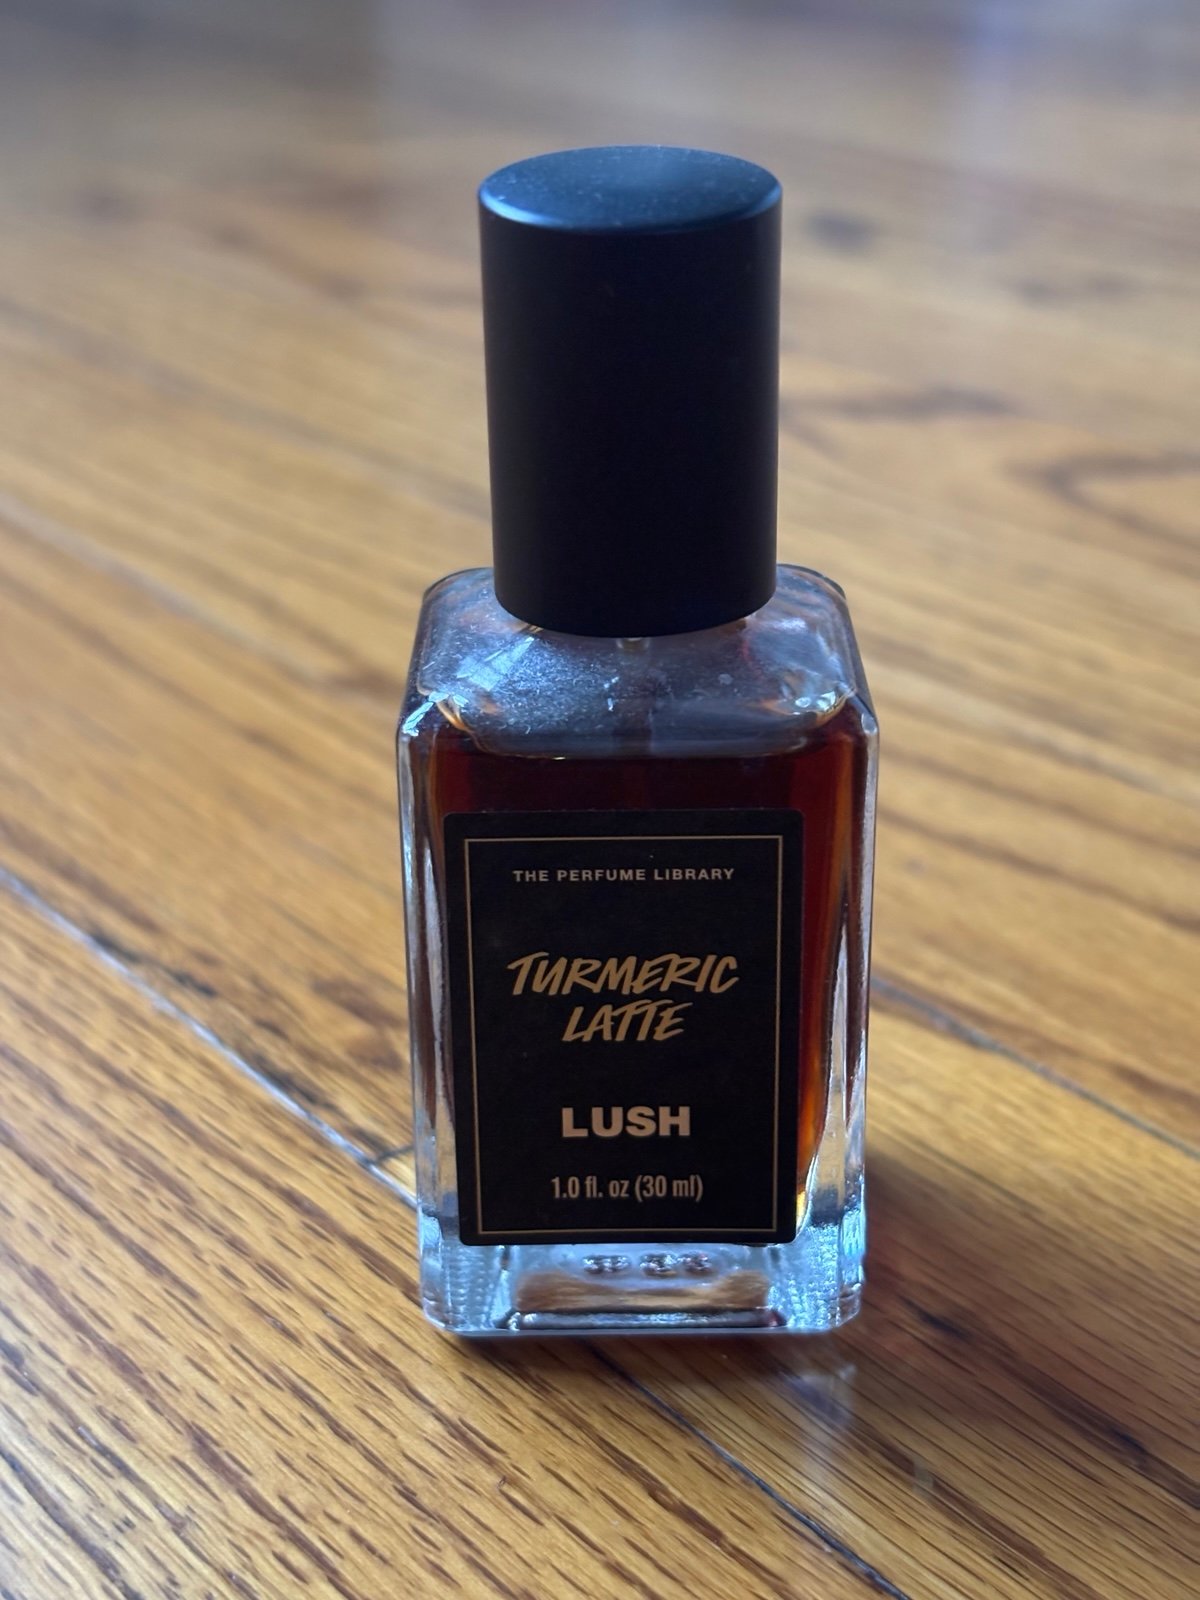 THE PERFUME LIBRARY
TURMERIC
LATTE
LUSH
1.0 fl. oz (30 ml)